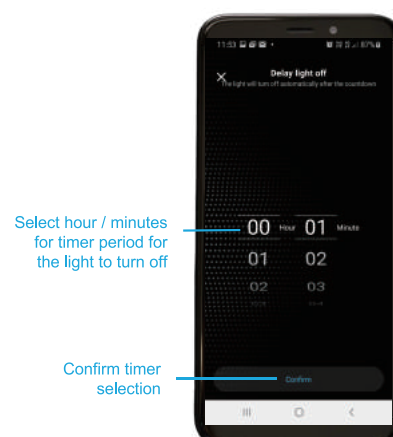 11:53
87%
Delay light off
The light will turn off automatically after the countdown
Select hour / minutes
for timer period for
the light to turn off
00 Hour 01 Minute
01 02
02 03
Confirm timer
selection
Confirm